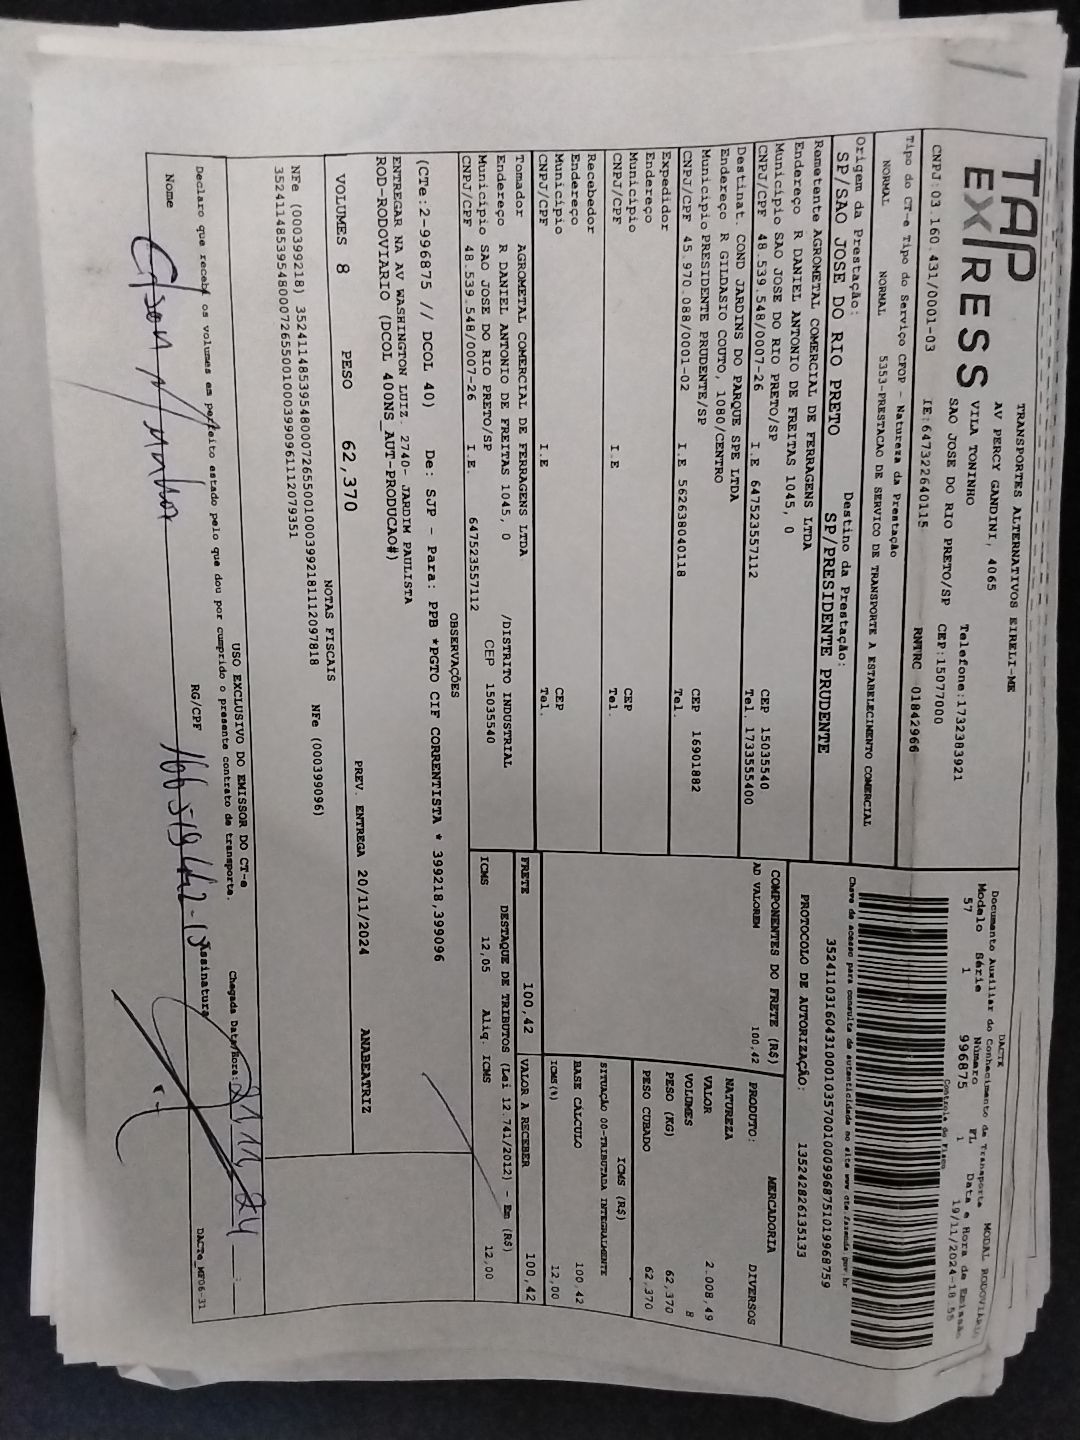 TAP
EXPRESS
TRANSPORTES ALTERNATIVOS EIRELI-ME
AV PERCY GANDINI, 4065
VILA TONINHO Telefone:1732383921
SAO JOSE DO RIO PRETO/SP CEP:15077000
CNPJ:03.160.431/0001-03 IE:647322640115 RNTRC 01842966
DACTE MODAL RODOVIÁRIO
Documento Auxiliar do Conhecimento de Transporte
Modelo Série Número FL Data e Hora de Emissão
57 1 996875 1 19/11/2024-18:55
Controle do Fisco
Tipo do CT-e Tipo do Serviço CFOP - Natureza da Prestação
NORMAL NORMAL 5353-PRESTACAO DE SERVICO DE TRANSPORTE A ESTABELECIMENTO COMERCIAL
Chave de acesso para consulta de autenticidade no site www.cte.fazenda.gov.br
35241103160431000103570010009968751019968759
PROTOCOLO DE AUTORIZAÇÃO: 135242826135133
Origem da Prestação: Destino da Prestação:
SP/SAO JOSE DO RIO PRETO SP/PRESIDENTE PRUDENTE
Remetente AGROMETAL COMERCIAL DE FERRAGENS LTDA
Endereço R DANIEL ANTONIO DE FREITAS 1045, 0
Município SAO JOSE DO RIO PRETO/SP CEP 15035540
CNPJ/CPF 48.539.548/0007-26 I.E 647523557112 Tel. 1733555400
Destinat. COND JARDINS DO PARQUE SPE LTDA
Endereço R GILDASIO COUTO, 1080/CENTRO
Município PRESIDENTE PRUDENTE/SP CEP 16901882
CNPJ/CPF 45.970.088/0001-02 I.E 562638040118 Tel.
Expedidor
Endereço
Município CEP
CNPJ/CPF I.E Tel.
Recebedor
Endereço
Município CEP
CNPJ/CPF I.E Tel.
Tomador AGROMETAL COMERCIAL DE FERRAGENS LTDA
Endereço R DANIEL ANTONIO DE FREITAS 1045, 0 /DISTRITO INDUSTRIAL
Município SAO JOSE DO RIO PRETO/SP CEP 15035540
CNPJ/CPF 48.539.548/0007-26 I.E. 647523557112
COMPONENTES DO FRETE (R$)
AD VALOREM 100,42
MERCADORIA
PRODUTO: DIVERSOS
NATUREZA
VALOR 2.008,49
VOLUMES 8
PESO (KG) 62,370
PESO CUBADO 62,370
ICMS (R$)
SITUAÇÃO 00-TRIBUTADA INTEGRALMENTE
BASE CÁLCULO 100,42
ICMS(%) 12,00
FRETE 100,42 VALOR A RECEBER 100,42
DESTAQUE DE TRIBUTOS (Lei 12.741/2012) - Em (R$)
ICMS 12,05 Aliq. ICMS 12,00
OBSERVAÇÕES
(CTe:2-996875 // DCOL 40) De: SJP - Para: PPB *PGTO CIF CORRENTISTA * 399218,399096
ENTREGAR NA AV WASHINGTON LUIZ. 2740- JARDIM PAULISTA
ROD-RODOVIARIO (DCOL 400NS_AUT-PRODUCAO#)
VOLUMES 8 PESO 62,370 PREV. ENTREGA 20/11/2024 ANABEATRIZ
NOTAS FISCAIS
NFe (000399218) 35241148539548000726550010003992181112097818 NFe (000399096)
35241148539548000726550010003990961112079351
USO EXCLUSIVO DO EMISSOR DO CT-e
Declaro que recebi os volumes em perfeito estado pelo que dou por cumprido o presente contrato de transporte.
Chegada Data/Hora: 21 11 24
Nome RG/CPF Assinatura
DACTe_MF06-31